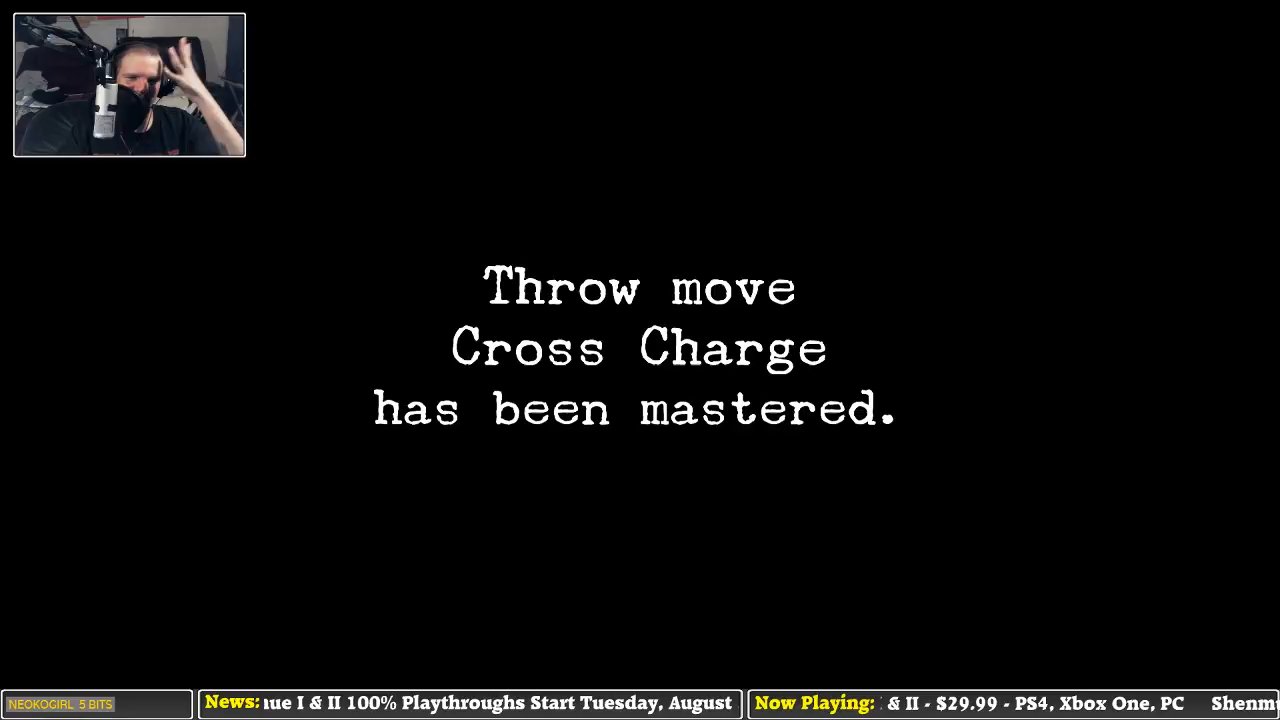 Throw move
Cross Charge
has been mastered.
NEOKOGIRL 5 BITS
News: ue I & II 100% Playthroughs Start Tuesday, August
Now Playing: & II - $29.99 - PS4, Xbox One, PC Shenm